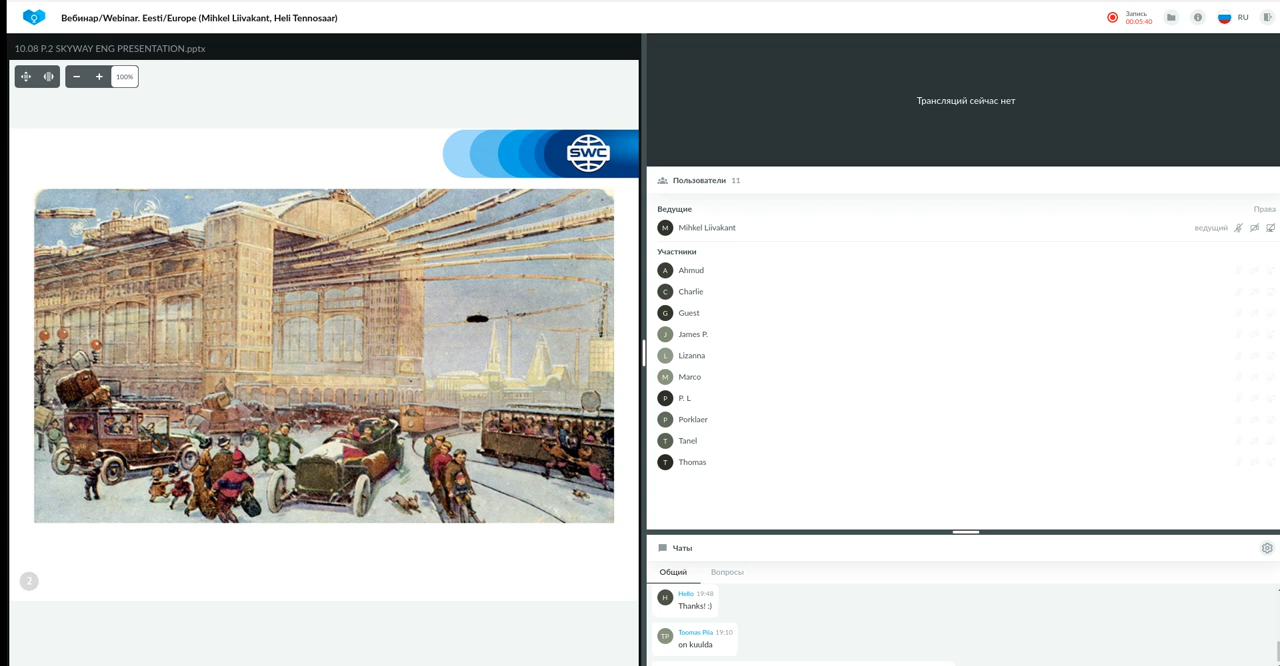 Вебинар/Webinar. Eesti/Europe (Mihkel Liivakant, Heli Tennosaar)
Запись
00:05:40
RU
10.08 P.2 SKYWAY ENG PRESENTATION.pptx
100%
SWC
2
Трансляций сейчас нет
Пользователи 11
Ведущие Права
M Mihkel Liivakant ведущий
Участники
A Ahmud
C Charlie
G Guest
J James P.
L Lizanna
M Marco
P P. L
P Porklaer
T Tanel
T Thomas
Чаты
Общий Вопросы
H Hello 19:48
Thanks! :)
TP Toomas Pila 19:10
on kuulda